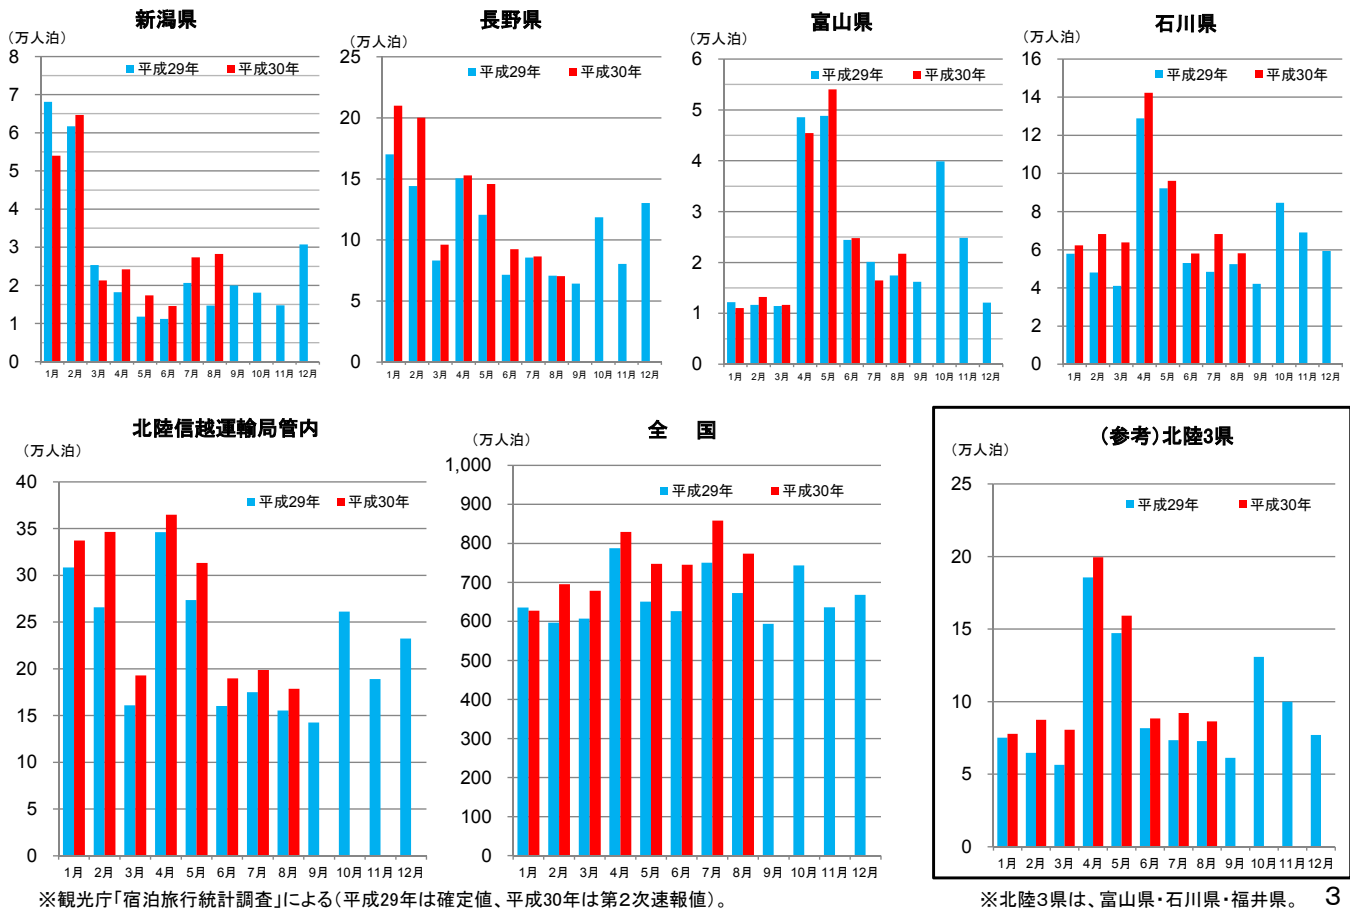 新潟県
(万人泊)
平成29年 平成30年
8
7
6
5
4
3
2
1
0
1月 2月 3月 4月 5月 6月 7月 8月 9月 10月 11月 12月
長野県
(万人泊)
平成29年 平成30年
25
20
15
10
5
0
1月 2月 3月 4月 5月 6月 7月 8月 9月 10月 11月 12月
富山県
(万人泊)
平成29年 平成30年
6
5
4
3
2
1
0
1月 2月 3月 4月 5月 6月 7月 8月 9月 10月 11月 12月
石川県
(万人泊)
平成29年 平成30年
16
14
12
10
8
6
4
2
0
1月 2月 3月 4月 5月 6月 7月 8月 9月 10月 11月 12月
北陸信越運輸局管内
(万人泊)
平成29年 平成30年
40
35
30
25
20
15
10
5
0
1月 2月 3月 4月 5月 6月 7月 8月 9月 10月 11月 12月
全 国
(万人泊)
平成29年 平成30年
1,000
900
800
700
600
500
400
300
200
100
0
1月 2月 3月 4月 5月 6月 7月 8月 9月 10月 11月 12月
(参考)北陸3県
(万人泊)
平成29年 平成30年
25
20
15
10
5
0
1月 2月 3月 4月 5月 6月 7月 8月 9月 10月 11月 12月
※観光庁「宿泊旅行統計調査」による(平成29年は確定値、平成30年は第2次速報値)。
※北陸3県は、富山県・石川県・福井県。 3